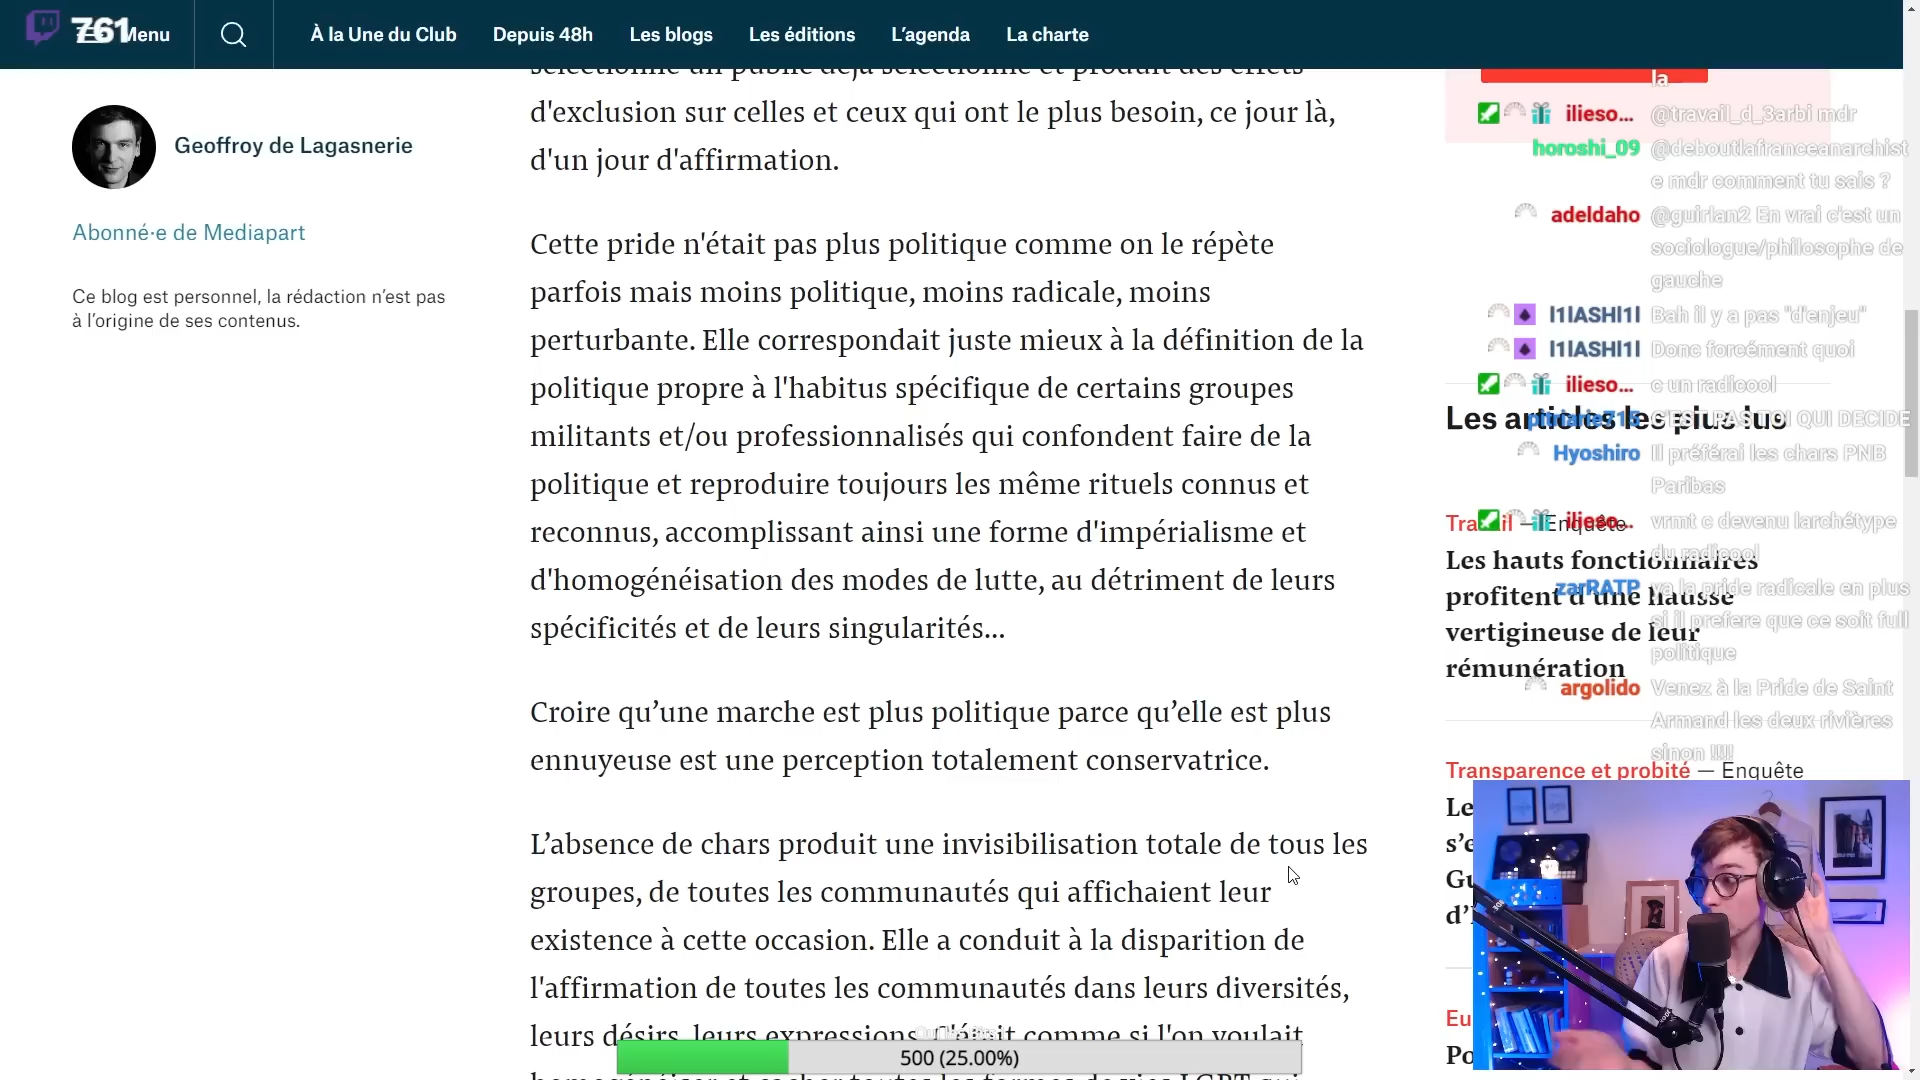 761
Menu
À la Une du Club
Depuis 48h
Les blogs
Les éditions
L'agenda
La charte
Geoffroy de Lagasnerie
Abonné·e de Mediapart
Ce blog est personnel, la rédaction n'est pas
à l'origine de ses contenus.
sélectionne un public déjà sélectionné et produit des effets
d'exclusion sur celles et ceux qui ont le plus besoin, ce jour là,
d'un jour d'affirmation.
Cette pride n'était pas plus politique comme on le répète
parfois mais moins politique, moins radicale, moins
perturbante. Elle correspondait juste mieux à la définition de la
politique propre à l'habitus spécifique de certains groupes
militants et/ou professionnalisés qui confondent faire de la
politique et reproduire toujours les même rituels connus et
reconnus, accomplissant ainsi une forme d'impérialisme et
d'homogénéisation des modes de lutte, au détriment de leurs
spécificités et de leurs singularités...
Croire qu’une marche est plus politique parce qu’elle est plus
ennuyeuse est une perception totalement conservatrice.
L’absence de chars produit une invisibilisation totale de tous les
groupes, de toutes les communautés qui affichaient leur
existence à cette occasion. Elle a conduit à la disparition de
l'affirmation de toutes les communautés dans leurs diversités,
leurs désirs, leurs expressions. C'était comme si l'on voulait
500 (25.00%)
la
ilieso... @travail_d_3arbi mdr
horoshi_09 @deboutlafranceanarchist
e mdr comment tu sais ?
adeldaho @guirlan2 En vrai c'est un
sociologue/philosophe de
gauche
l1lASHl1l Bah il y a pas "d'enjeu"
l1lASHl1l Donc forcément quoi
ilieso... c un radicool
pitriarie715 C'EST PAS TOI QUI DECIDE
Hyoshiro Il préférai les chars PNB
Paribas
ilieso... vrmt c devenu larchétype
du radicool
zarRATP va la pride radicale en plus
si il prefere que ce soit full
politique
argolido Venez à la Pride de Saint
Armand les deux rivières
sinon !!!!
Les articles les plus lus
Travail — Enquête
Les hauts fonctionnaires
profitent d'une hausse
vertigineuse de leur
rémunération
Transparence et probité — Enquête
Le
s'e
Gu
d'
Eu
Po